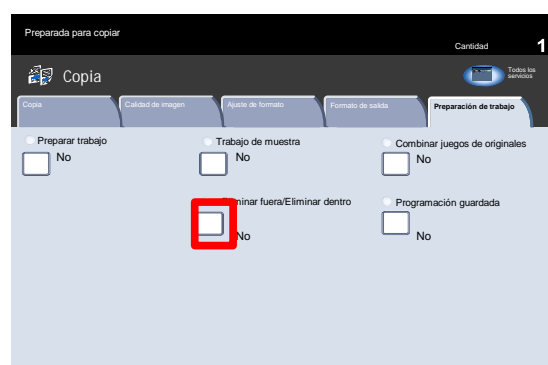 Preparada para copiar
Cantidad 1
Copia
Todos los
servicios
Copia
Calidad de imagen
Ajuste de formato
Formato de salida
Preparación de trabajo
Preparar trabajo
No
Trabajo de muestra
No
Combinar juegos de originales
No
fuera/Eliminar dentro
No
Programación guardada
No